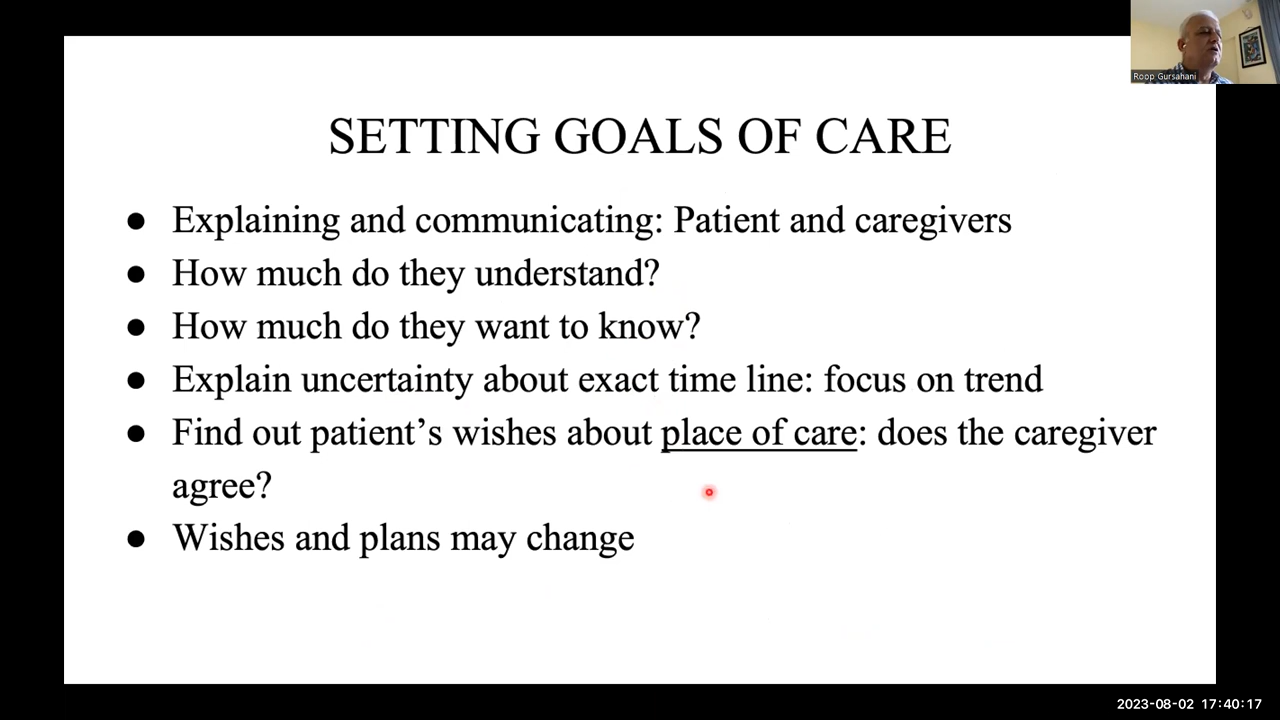 Roop Gursahani
SETTING GOALS OF CARE
● Explaining and communicating: Patient and caregivers
● How much do they understand?
● How much do they want to know?
● Explain uncertainty about exact time line: focus on trend
● Find out patient’s wishes about place of care: does the caregiver
agree?
● Wishes and plans may change
2023-08-02 17:40:17